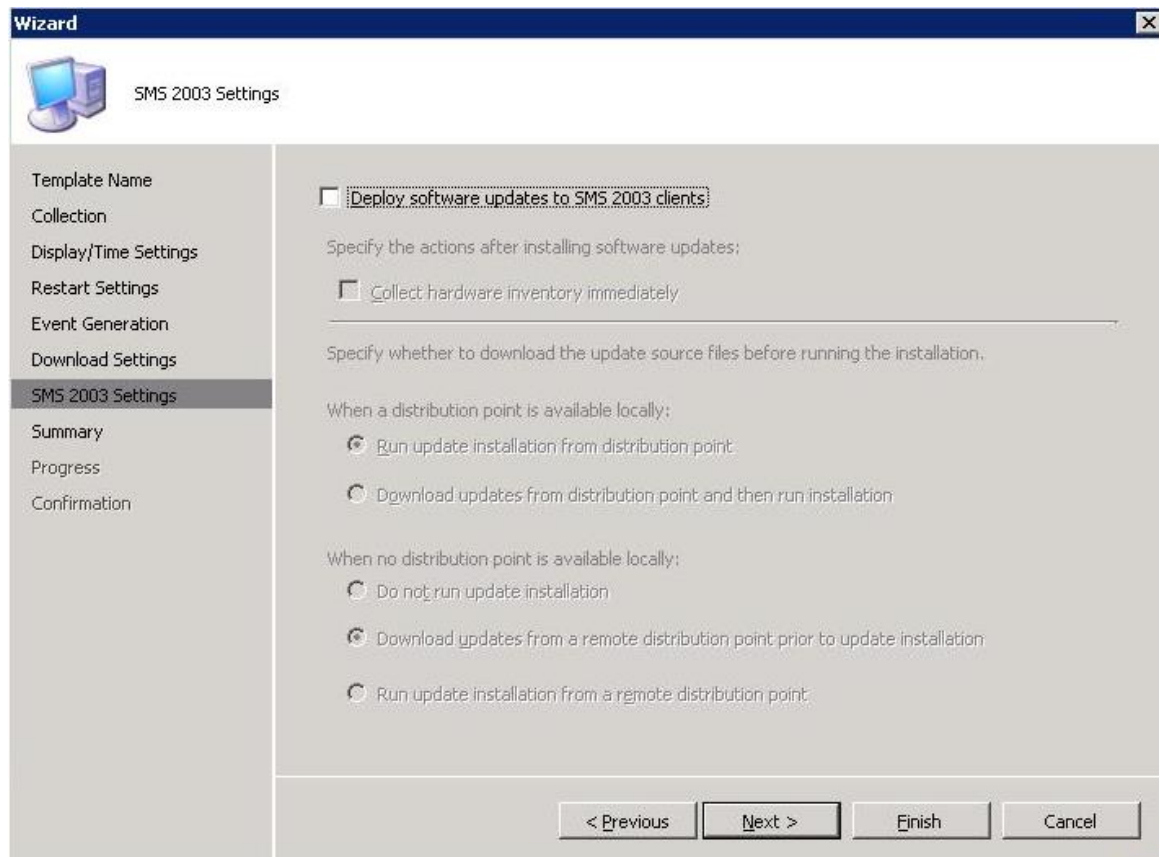 Wizard
SMS 2003 Settings
Template Name
Collection
Display/Time Settings
Restart Settings
Event Generation
Download Settings
SMS 2003 Settings
Summary
Progress
Confirmation
Deploy software updates to SMS 2003 clients
Specify the actions after installing software updates:
Collect hardware inventory immediately
Specify whether to download the update source files before running the installation.
When a distribution point is available locally:
Run update installation from distribution point
Download updates from distribution point and then run installation
When no distribution point is available locally:
Do not run update installation
Download updates from a remote distribution point prior to update installation
Run update installation from a remote distribution point
< Previous
Next >
Finish
Cancel